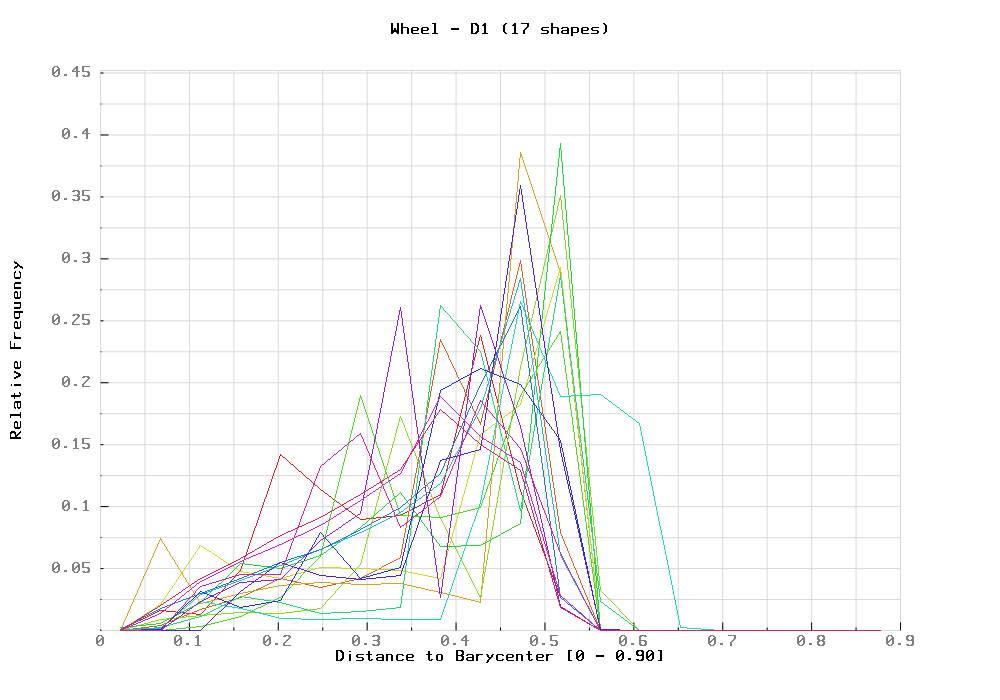 Wheel - D1 (17 shapes)
0.45
0.4
0.35
0.3
0.25
0.2
0.15
0.1
0.05
Relative Frequency
0 0.1 0.2 0.3 0.4 0.5 0.6 0.7 0.8 0.9
Distance to Barycenter [0 - 0.90]